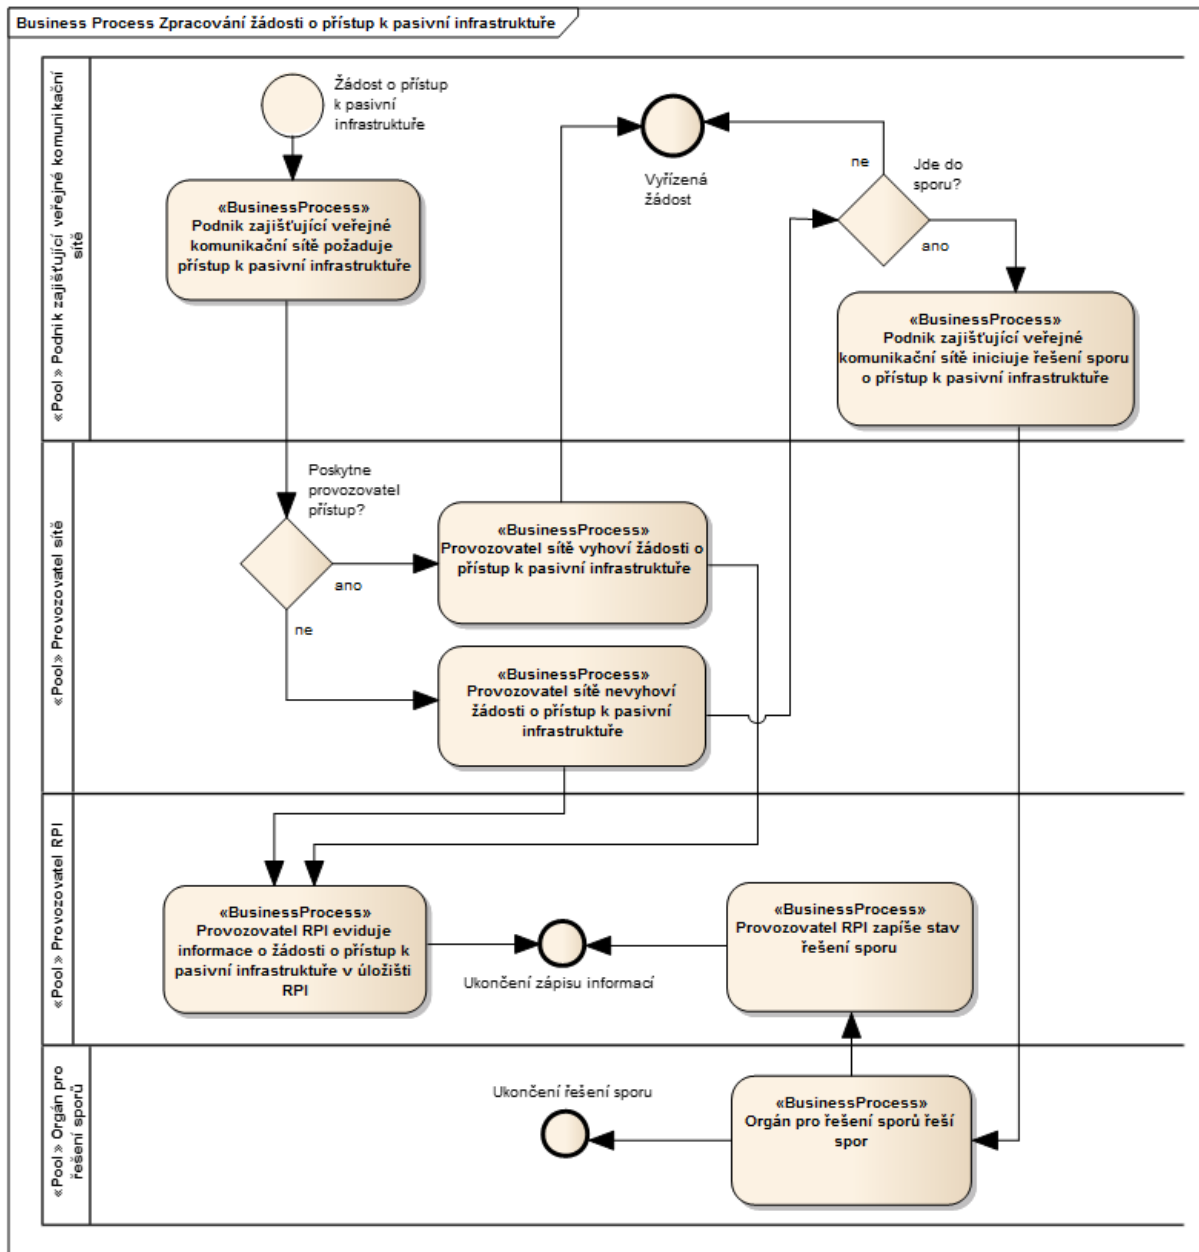 Business Process Zpracování žádosti o přístup k pasivní infrastruktuře
«Pool» Podnik zajišťující veřejné komunikační
sítě
Žádost o přístup
k pasivní
infrastruktuře
«BusinessProcess»
Podnik zajišťující veřejné
komunikační sítě požaduje
přístup k pasivní infrastruktuře
Vyřízená
žádost
ne
Jde do
sporu?
ano
«BusinessProcess»
Podnik zajišťující veřejné
komunikační sítě iniciuje řešení sporu
o přístup k pasivní infrastruktuře
«Pool» Provozovatel sítě
Poskytne
provozovatel
přístup?
ano
ne
«BusinessProcess»
Provozovatel sítě vyhoví žádosti o
přístup k pasivní infrastruktuře
«BusinessProcess»
Provozovatel sítě nevyhoví
žádosti o přístup k pasivní
infrastruktuře
«Pool» Provozovatel RPI
«BusinessProcess»
Provozovatel RPI eviduje
informace o žádosti o přístup k
pasivní infrastruktuře v úložišti
RPI
Ukončení zápisu informací
«BusinessProcess»
Provozovatel RPI zapíše stav
řešení sporu
«Pool» Orgán pro
řešení sporů
Ukončení řešení sporu
«BusinessProcess»
Orgán pro řešení sporů řeší
spor